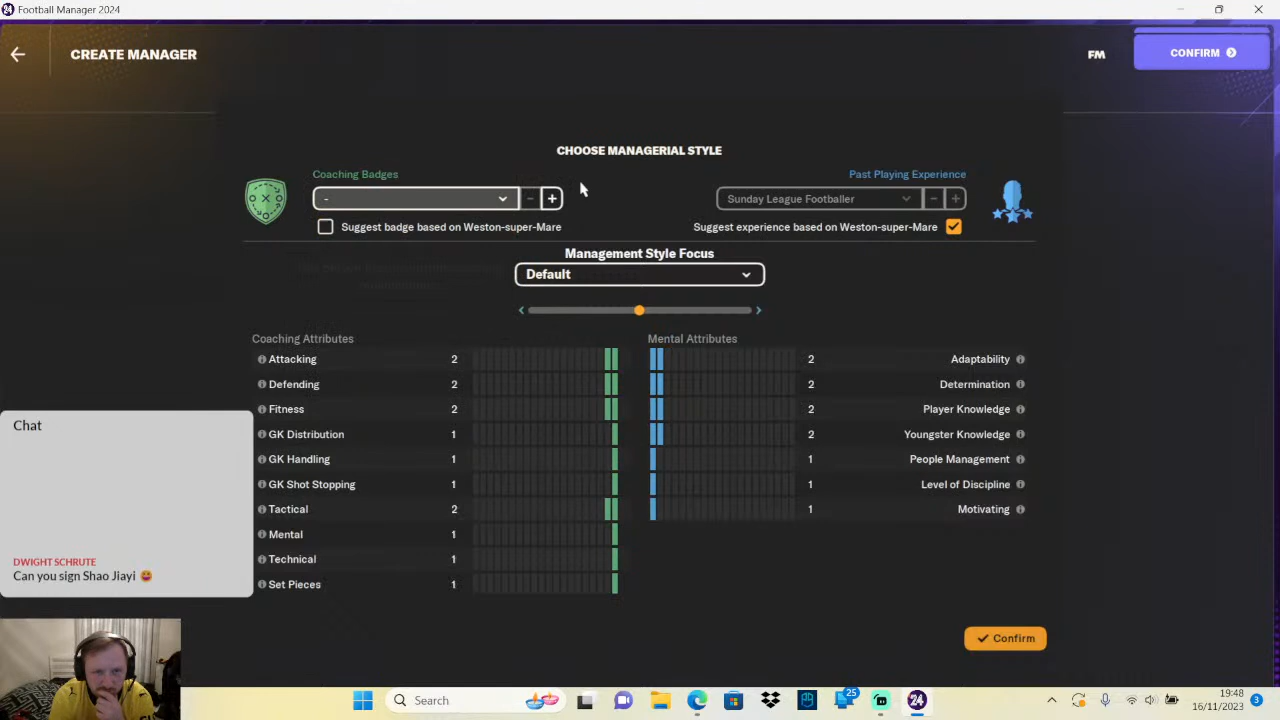 Football Manager 2024
CREATE MANAGER
FM
CONFIRM
CHOOSE MANAGERIAL STYLE
Coaching Badges
Past Playing Experience
-
Sunday League Footballer
Suggest badge based on Weston-super-Mare
Suggest experience based on Weston-super-Mare
Management Style Focus
Default
Coaching Attributes
Mental Attributes
Attacking 2
2 Adaptability
Defending 2
2 Determination
Fitness 2
2 Player Knowledge
GK Distribution 1
2 Youngster Knowledge
GK Handling 1
1 People Management
GK Shot Stopping 1
1 Level of Discipline
Tactical 2
1 Motivating
Mental 1
Technical 1
Set Pieces 1
Chat
DWIGHT SCHRUTE
Can you sign Shao Jiayi 😀
Confirm
Search
25
24
19:48
16/11/2023
3